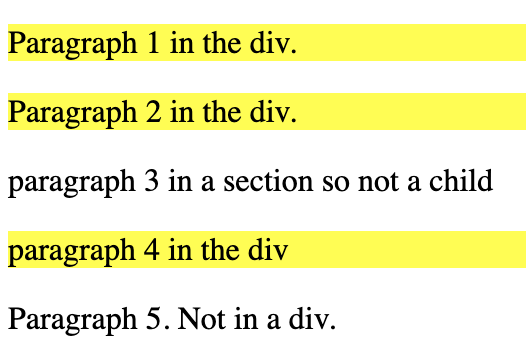 Paragraph 1 in the div.
Paragraph 2 in the div.
paragraph 3 in a section so not a child
paragraph 4 in the div
Paragraph 5. Not in a div.